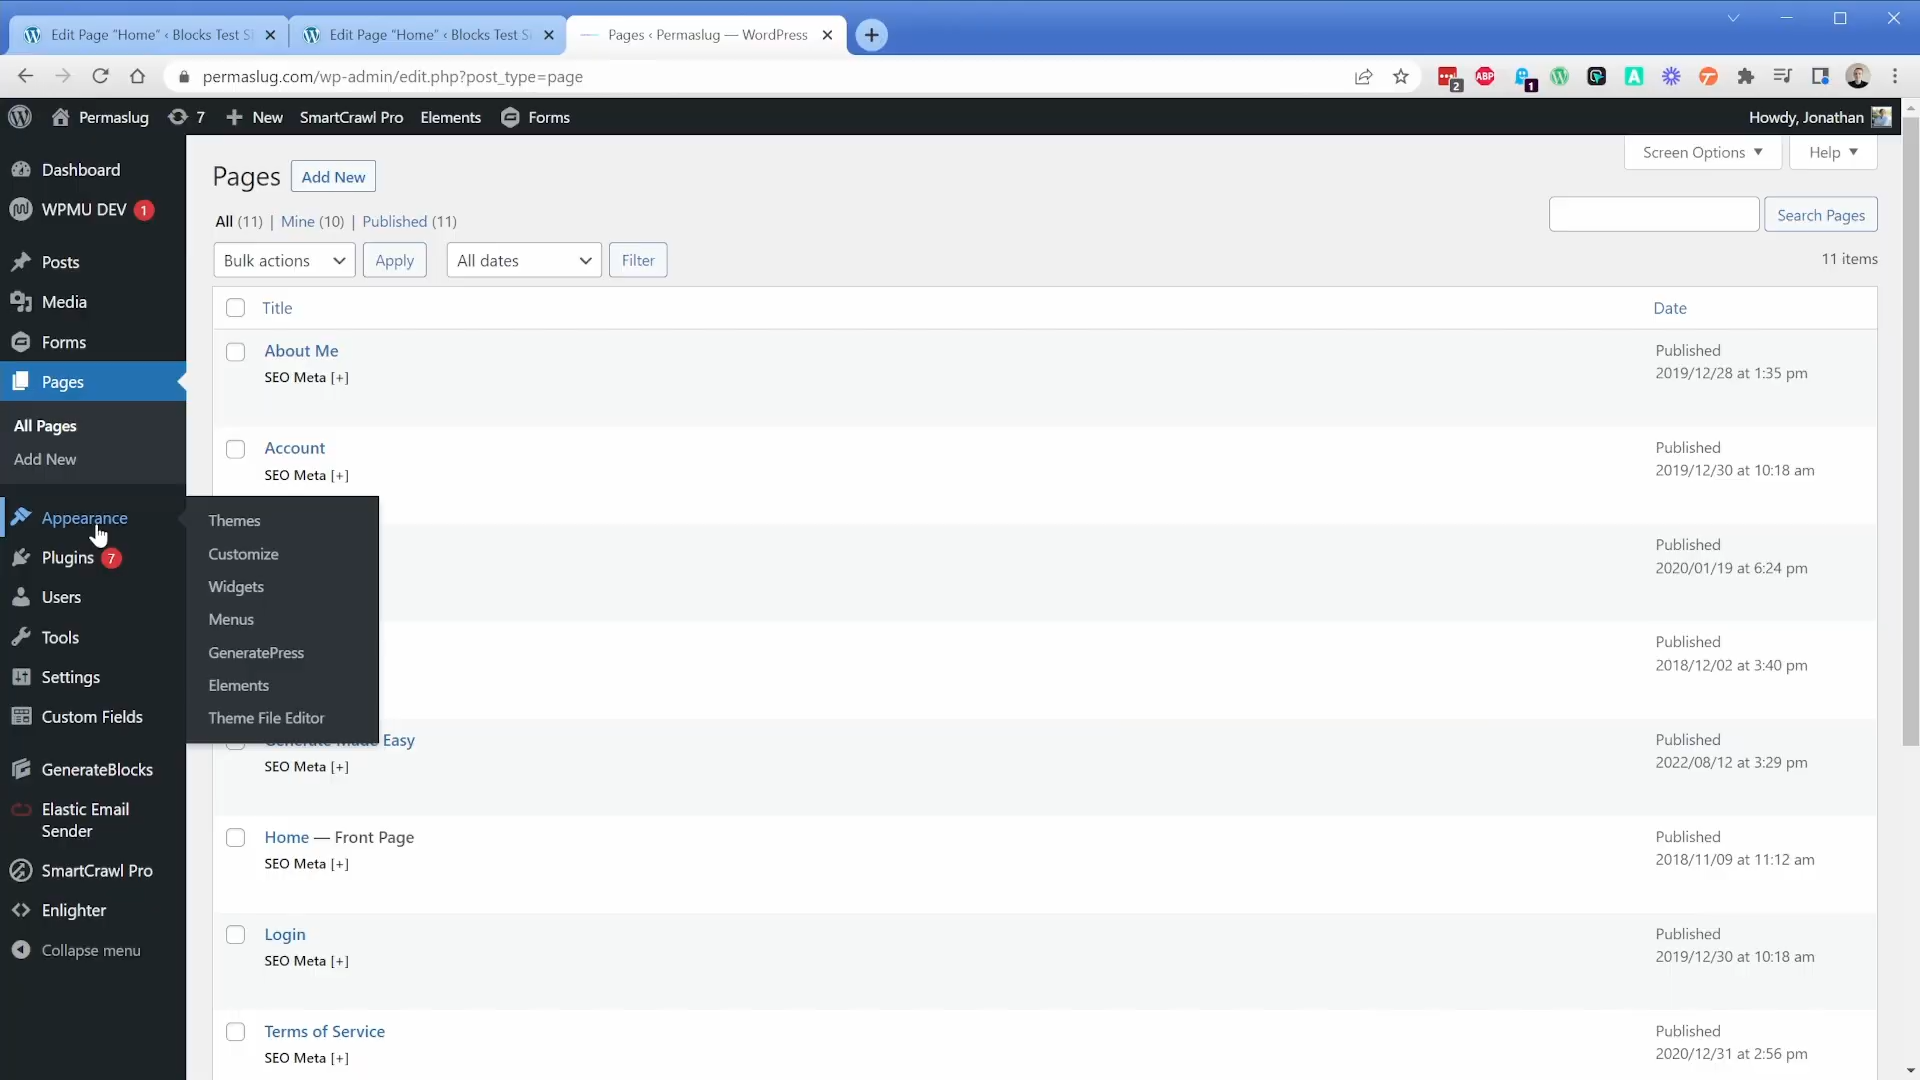 Edit Page "Home" ‹ Blocks Test S
Edit Page "Home" ‹ Blocks Test S
Pages ‹ Permaslug — WordPress
permaslug.com/wp-admin/edit.php?post_type=page
2
ABP
1
A
Permaslug
7
New
SmartCrawl Pro
Elements
Forms
Howdy, Jonathan
Dashboard
WPMU DEV 1
Posts
Media
Forms
Pages
All Pages
Add New
Appearance
Plugins 7
Users
Tools
Settings
Custom Fields
GenerateBlocks
Elastic Email
Sender
SmartCrawl Pro
Enlighter
Collapse menu
Themes
Customize
Widgets
Menus
GeneratePress
Elements
Theme File Editor
Screen Options
Help
Pages
Add New
All (11) | Mine (10) | Published (11)
Search Pages
Bulk actions
Apply
All dates
Filter
11 items
Title
Date
About Me
SEO Meta [+]
Published
2019/12/28 at 1:35 pm
Account
SEO Meta [+]
Published
2019/12/30 at 10:18 am
Published
2020/01/19 at 6:24 pm
Published
2018/12/02 at 3:40 pm
Generate Made Easy
SEO Meta [+]
Published
2022/08/12 at 3:29 pm
Home — Front Page
SEO Meta [+]
Published
2018/11/09 at 11:12 am
Login
SEO Meta [+]
Published
2019/12/30 at 10:18 am
Terms of Service
SEO Meta [+]
Published
2020/12/31 at 2:56 pm